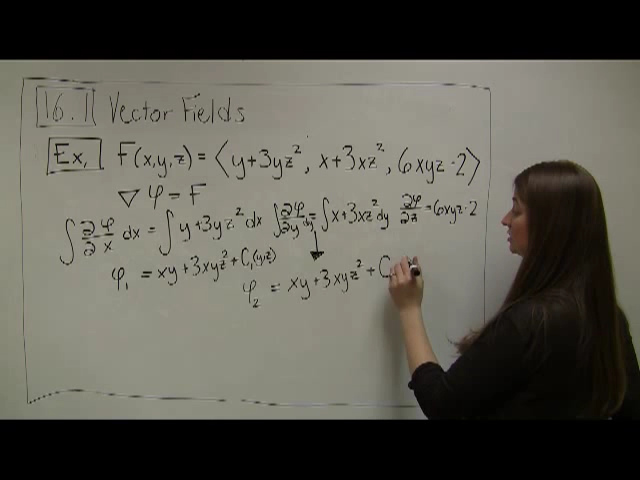 16.1 Vector Fields
Ex. F(x,y,z) = ⟨y+3yz², x+3xz², 6xyz-2⟩
∇φ = F
∫ ∂φ/∂x dx = ∫ y+3yz² dx  ∫ ∂φ/∂y dy = ∫ x+3xz² dy  ∂φ/∂z = 6xyz-2
φ₁ = xy+3xyz²+C₁(y,z)
φ₂ = xy+3xyz²+C